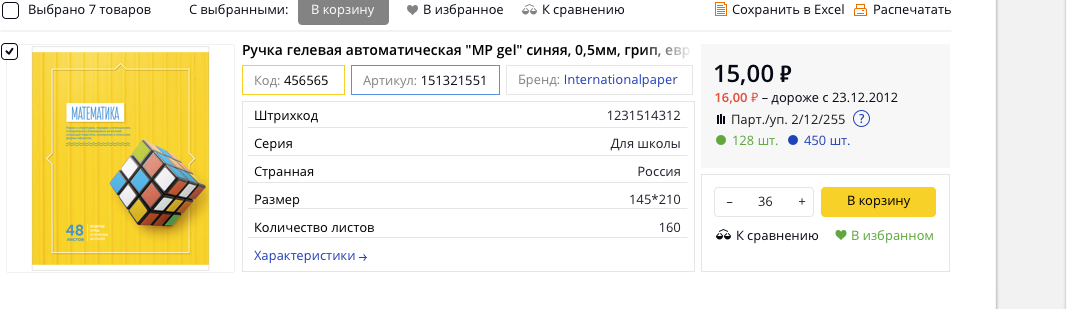 Выбрано 7 товаров
С выбранными:
В корзину
В избранное
К сравнению
Сохранить в Excel
Распечатать
Ручка гелевая автоматическая "MP gel" синяя, 0,5мм, грип, евр
Код: 456565
Артикул: 151321551
Бренд: Internationalpaper
Штрихкод 1231514312
Серия Для школы
Странная Россия
Размер 145*210
Количество листов 160
Характеристики →
МАТЕМАТИКА
48
листов
15,00 ₽
16,00 ₽ – дороже с 23.12.2012
Парт./уп. 2/12/255 ?
128 шт. 450 шт.
– 36 +
В корзину
К сравнению
В избранном